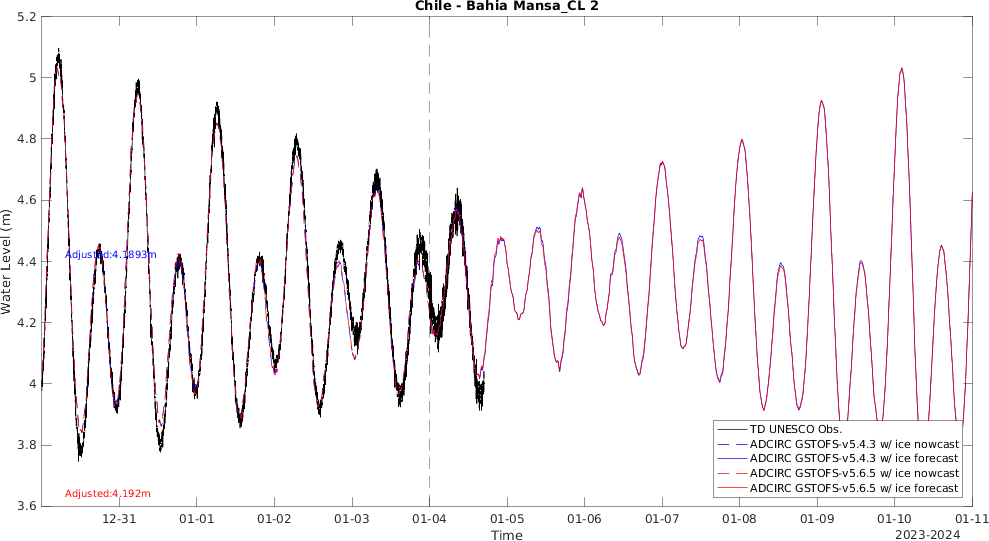 Chile - Bahia Mansa_CL 2
5.2
5
4.8
4.6
4.4
4.2
4
3.8
3.6
Water Level (m)
Adjusted:4.1893m
Adjusted:4.192m
TD UNESCO Obs.
ADCIRC GSTOFS-v5.4.3 w/ ice nowcast
ADCIRC GSTOFS-v5.4.3 w/ ice forecast
ADCIRC GSTOFS-v5.6.5 w/ ice nowcast
ADCIRC GSTOFS-v5.6.5 w/ ice forecast
12-31 01-01 01-02 01-03 01-04 01-05 01-06 01-07 01-08 01-09 01-10 01-11
Time
2023-2024